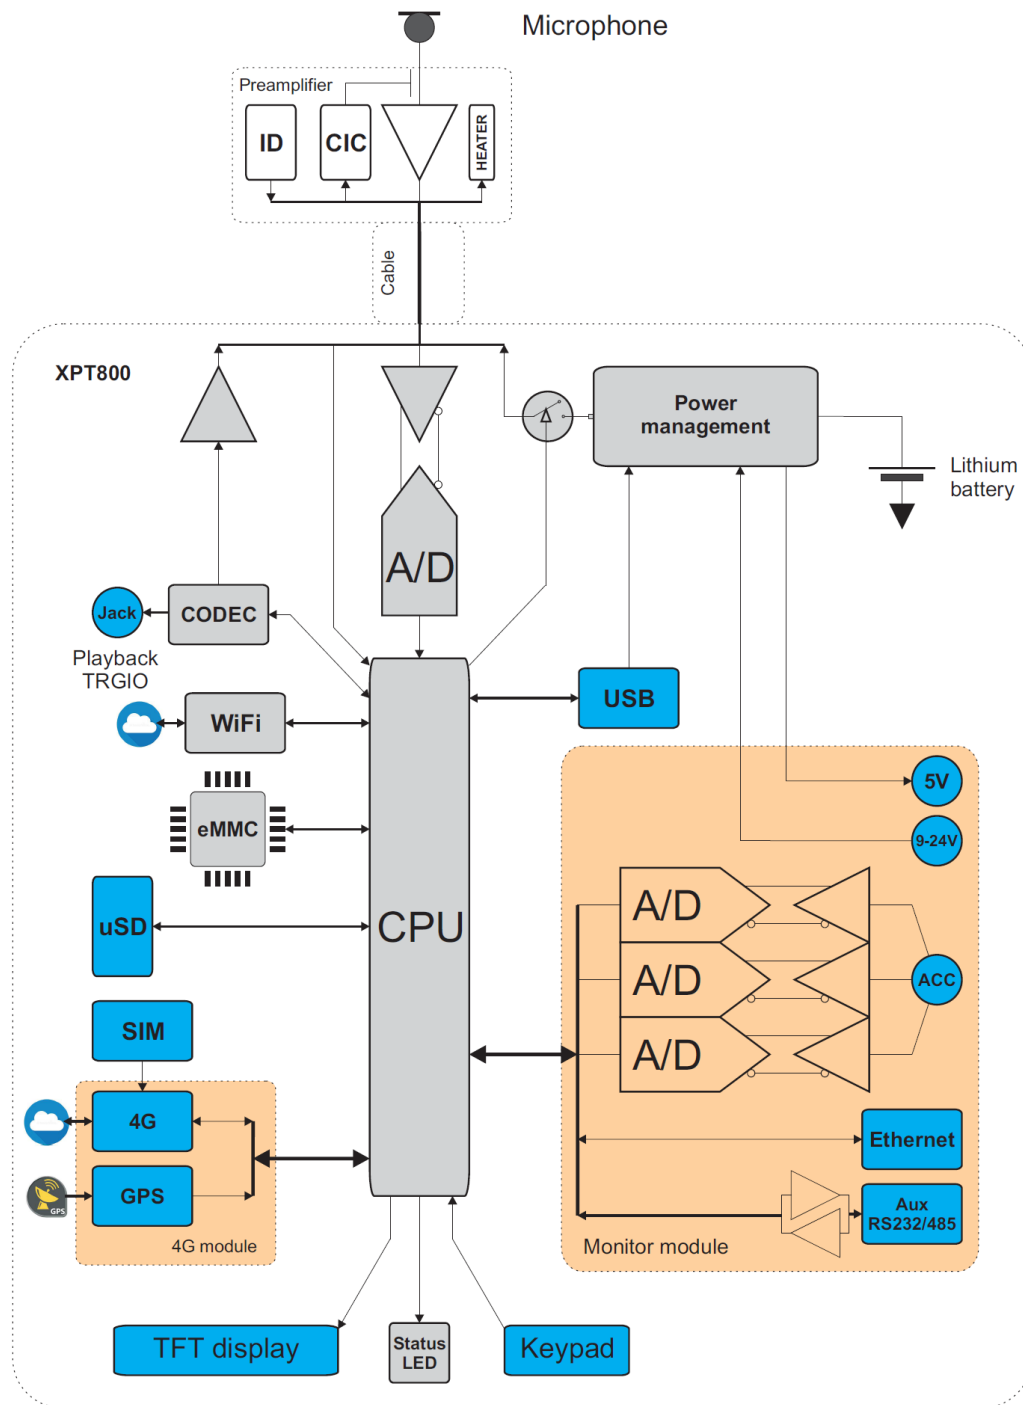 Microphone
Preamplifier
ID
CIC
HEATER
Cable
XPT800
Power
management
Lithium
battery
A/D
Jack
CODEC
Playback
TRGIO
WiFi
USB
eMMC
5V
9-24V
uSD
CPU
A/D
A/D
A/D
ACC
SIM
4G
GPS
GPS
4G module
Ethernet
Aux
RS232/485
Monitor module
TFT display
Status
LED
Keypad